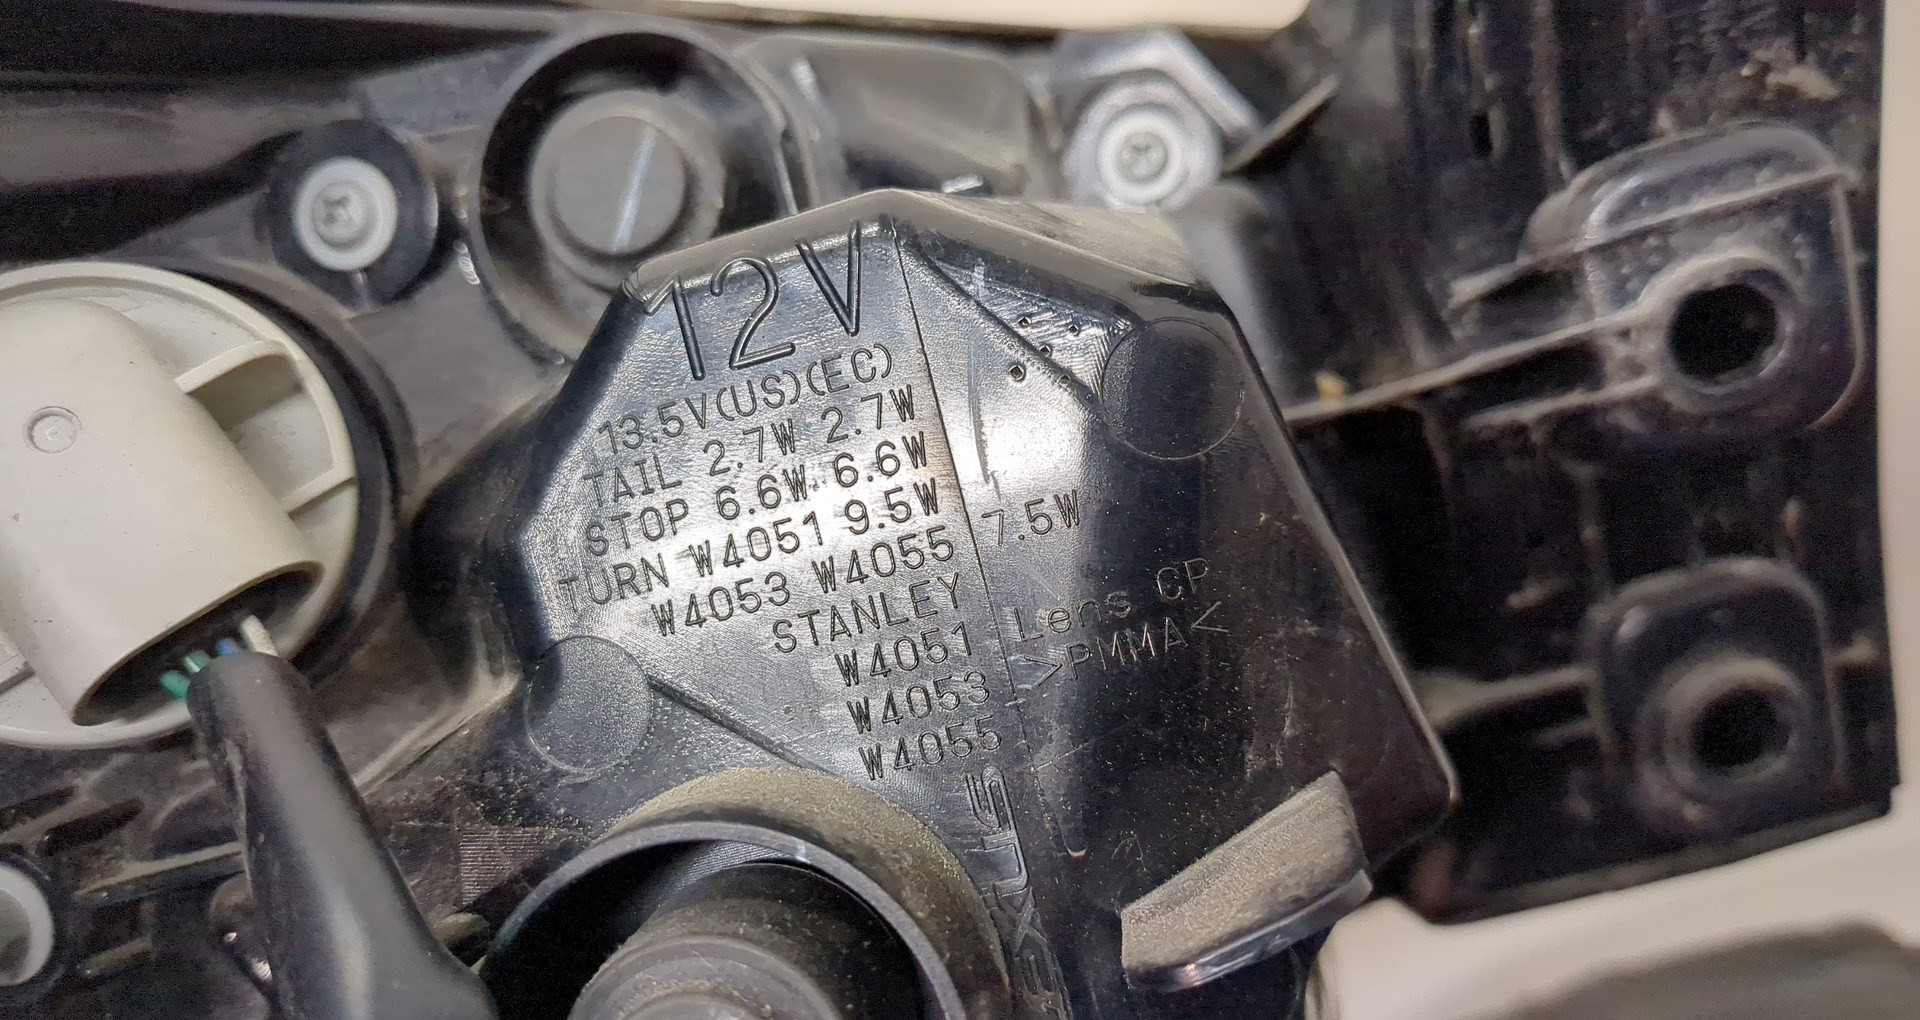 12V
13.5V(US)(EC)
TAIL 2.7W 2.7W
STOP 6.6W 6.6W
TURN W4051 9.5W
W4053 W4055 7.5W
STANLEY
W4051
W4053
W4055
Lens CP
>PMMA<
LEXUS